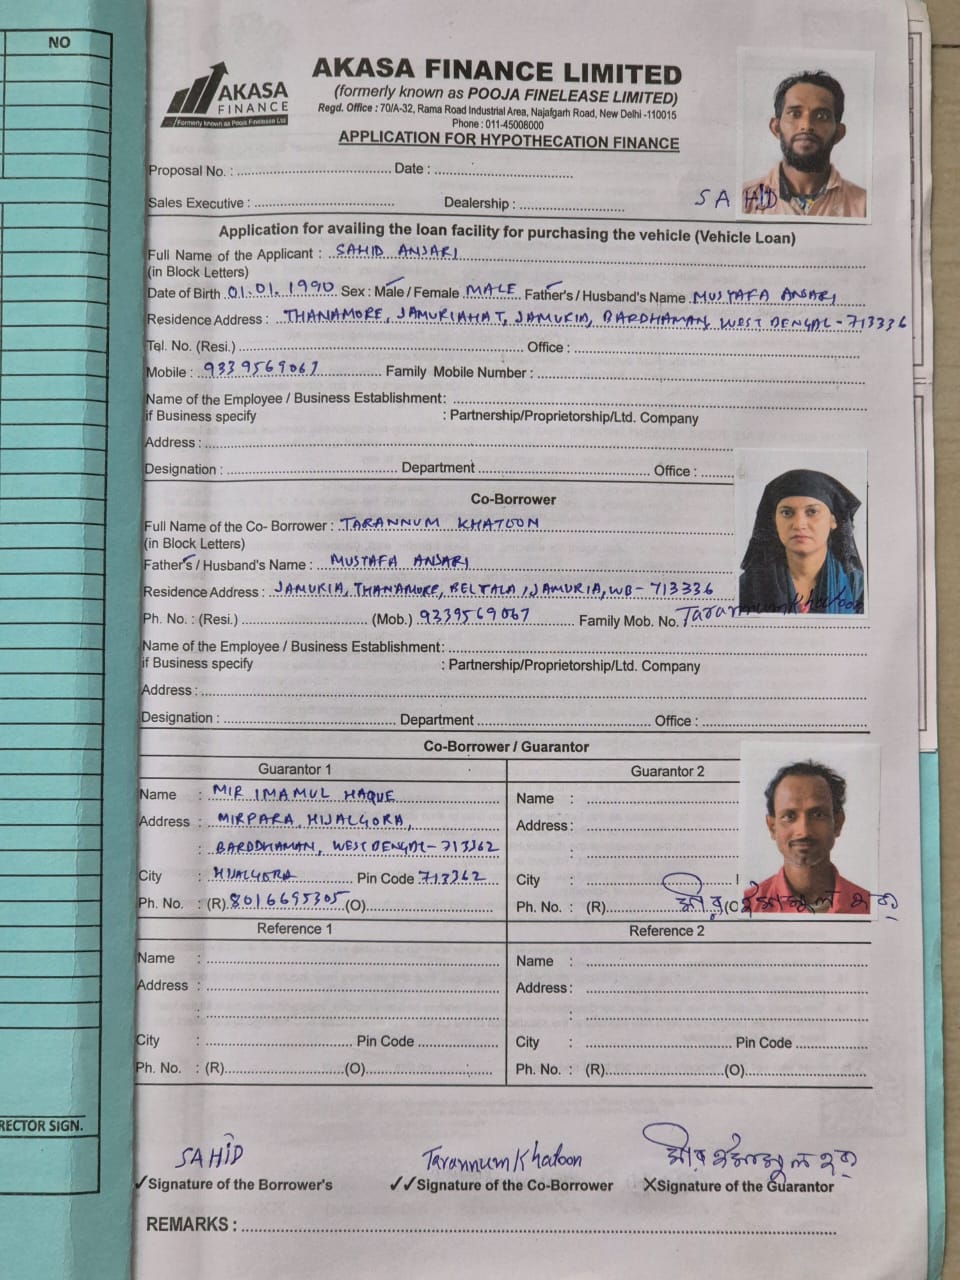 NO
AKASA
FINANCE
Formerly known as Pooja Finelease Ltd
AKASA FINANCE LIMITED
(formerly known as POOJA FINELEASE LIMITED)
Regd. Office : 70/A-32, Rama Road Industrial Area, Najafgarh Road, New Delhi -110015
Phone : 011-45008000
APPLICATION FOR HYPOTHECATION FINANCE
Proposal No. : Date :
Sales Executive : Dealership :
SAHID
Application for availing the loan facility for purchasing the vehicle (Vehicle Loan)
Full Name of the Applicant : SAHID ANSARI
(in Block Letters)
Date of Birth 01.01.1990 Sex : Male / Female MALE Father's / Husband's Name MUSTAFA ANSARI
Residence Address : THANAMORE, JAMURIAHAT, JAMURIA, BARDHAMAN, WEST BENGAL - 713336
Tel. No. (Resi.) Office :
Mobile : 9339569067 Family Mobile Number :
Name of the Employee / Business Establishment:
if Business specify : Partnership/Proprietorship/Ltd. Company
Address :
Designation : Department Office :
Co-Borrower
Full Name of the Co- Borrower : TARANNUM KHATOON
(in Block Letters)
Father's / Husband's Name : MUSTAFA ANSARI
Residence Address : JAMURIA, THANAMORE, BELTALA, JAMURIA, WB - 713336
Ph. No. : (Resi.) (Mob.) 9339569067 Family Mob. No. Tarannum Khatoon
Name of the Employee / Business Establishment:
if Business specify : Partnership/Proprietorship/Ltd. Company
Address :
Designation : Department Office :
Co-Borrower / Guarantor
Guarantor 1 Guarantor 2
Name : MIR IMAMUL HAQUE Name :
Address : MIRPARA, HIJALGORA, Address :
: BARDDHAMAN, WEST BENGAL - 713362 :
City : HIJALGORA Pin Code 713362 City :
Ph. No. : (R) 8016695305 (O) Ph. No. : (R) (O) মীর ইমামুল হক
Reference 1 Reference 2
Name : Name :
Address : Address :
: :
City : Pin Code City : Pin Code
Ph. No. : (R) (O) Ph. No. : (R) (O)
RECTOR SIGN.
SAHID Tarannum Khatoon মীর ইমামুল হক
✓Signature of the Borrower's ✓✓Signature of the Co-Borrower XSignature of the Guarantor
REMARKS :